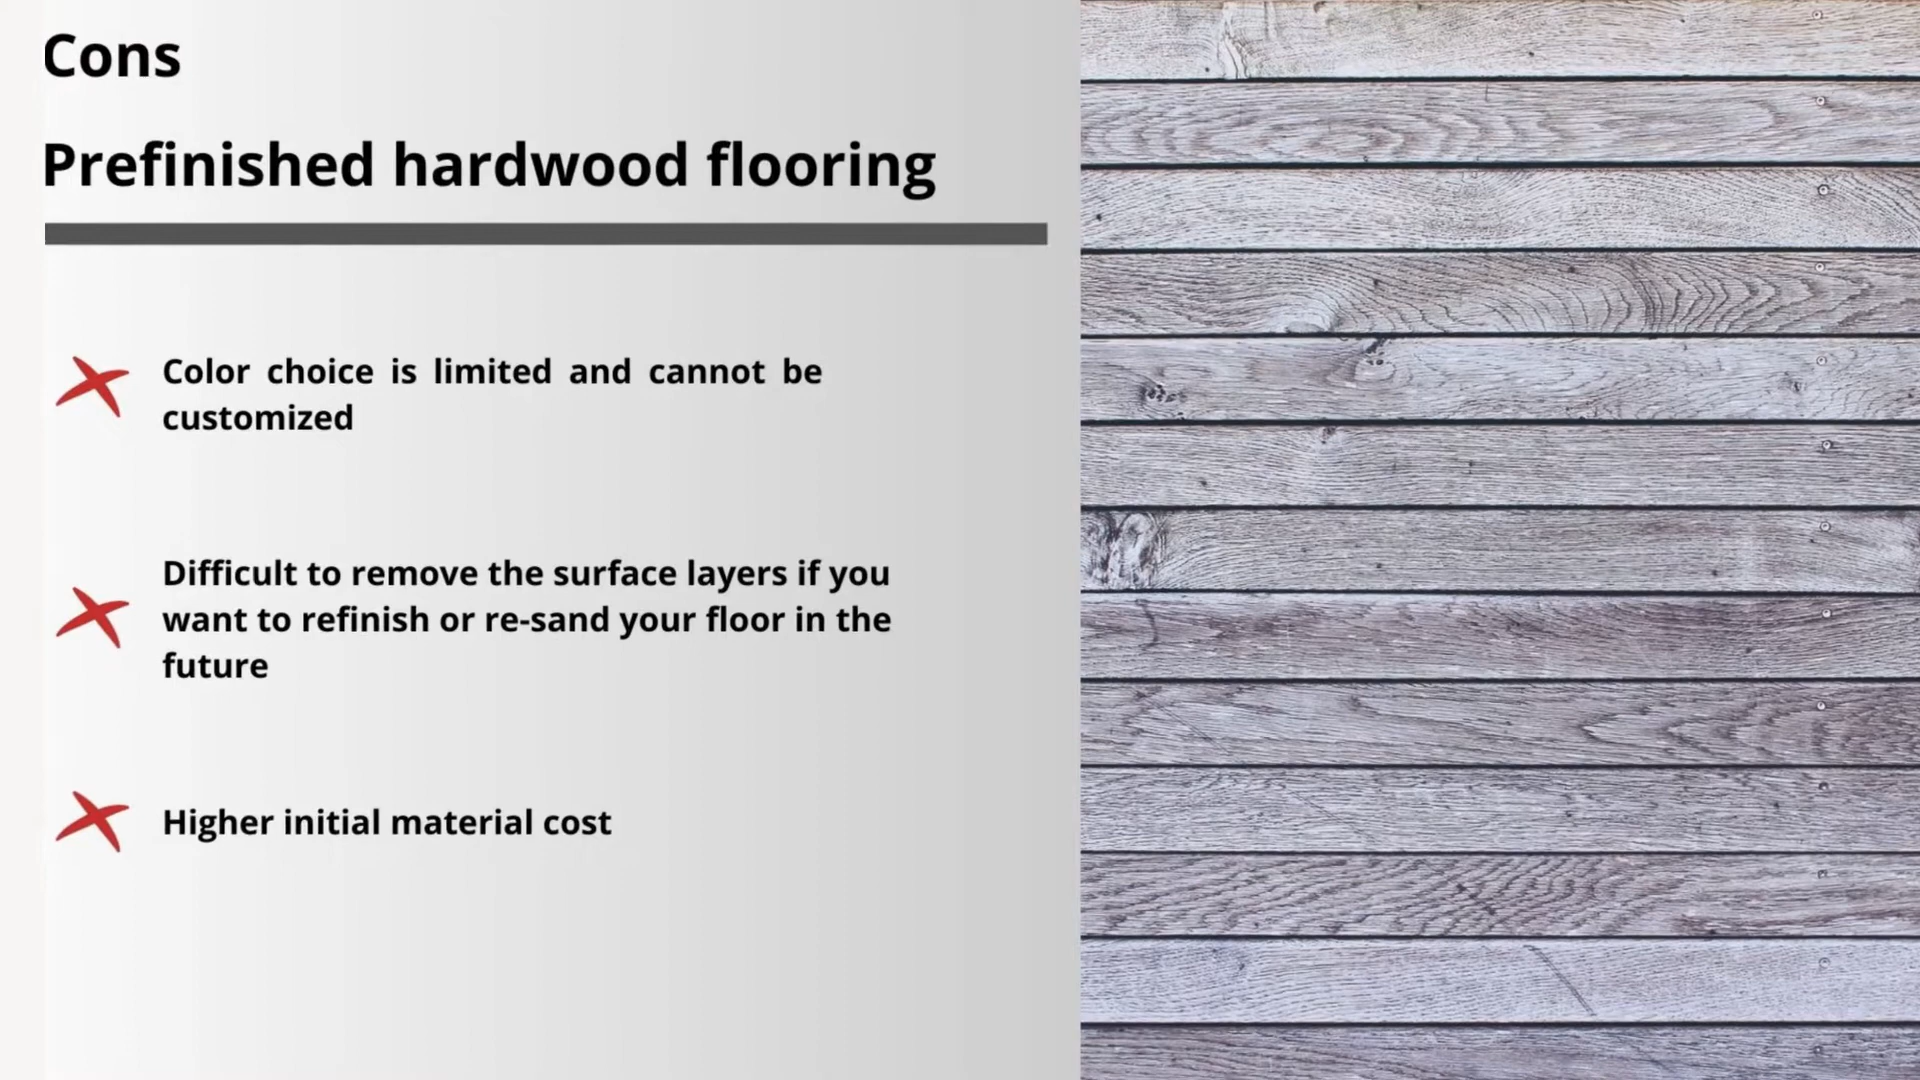 Cons
Prefinished hardwood flooring
Color choice is limited and cannot be
customized
Difficult to remove the surface layers if you
want to refinish or re-sand your floor in the
future
Higher initial material cost